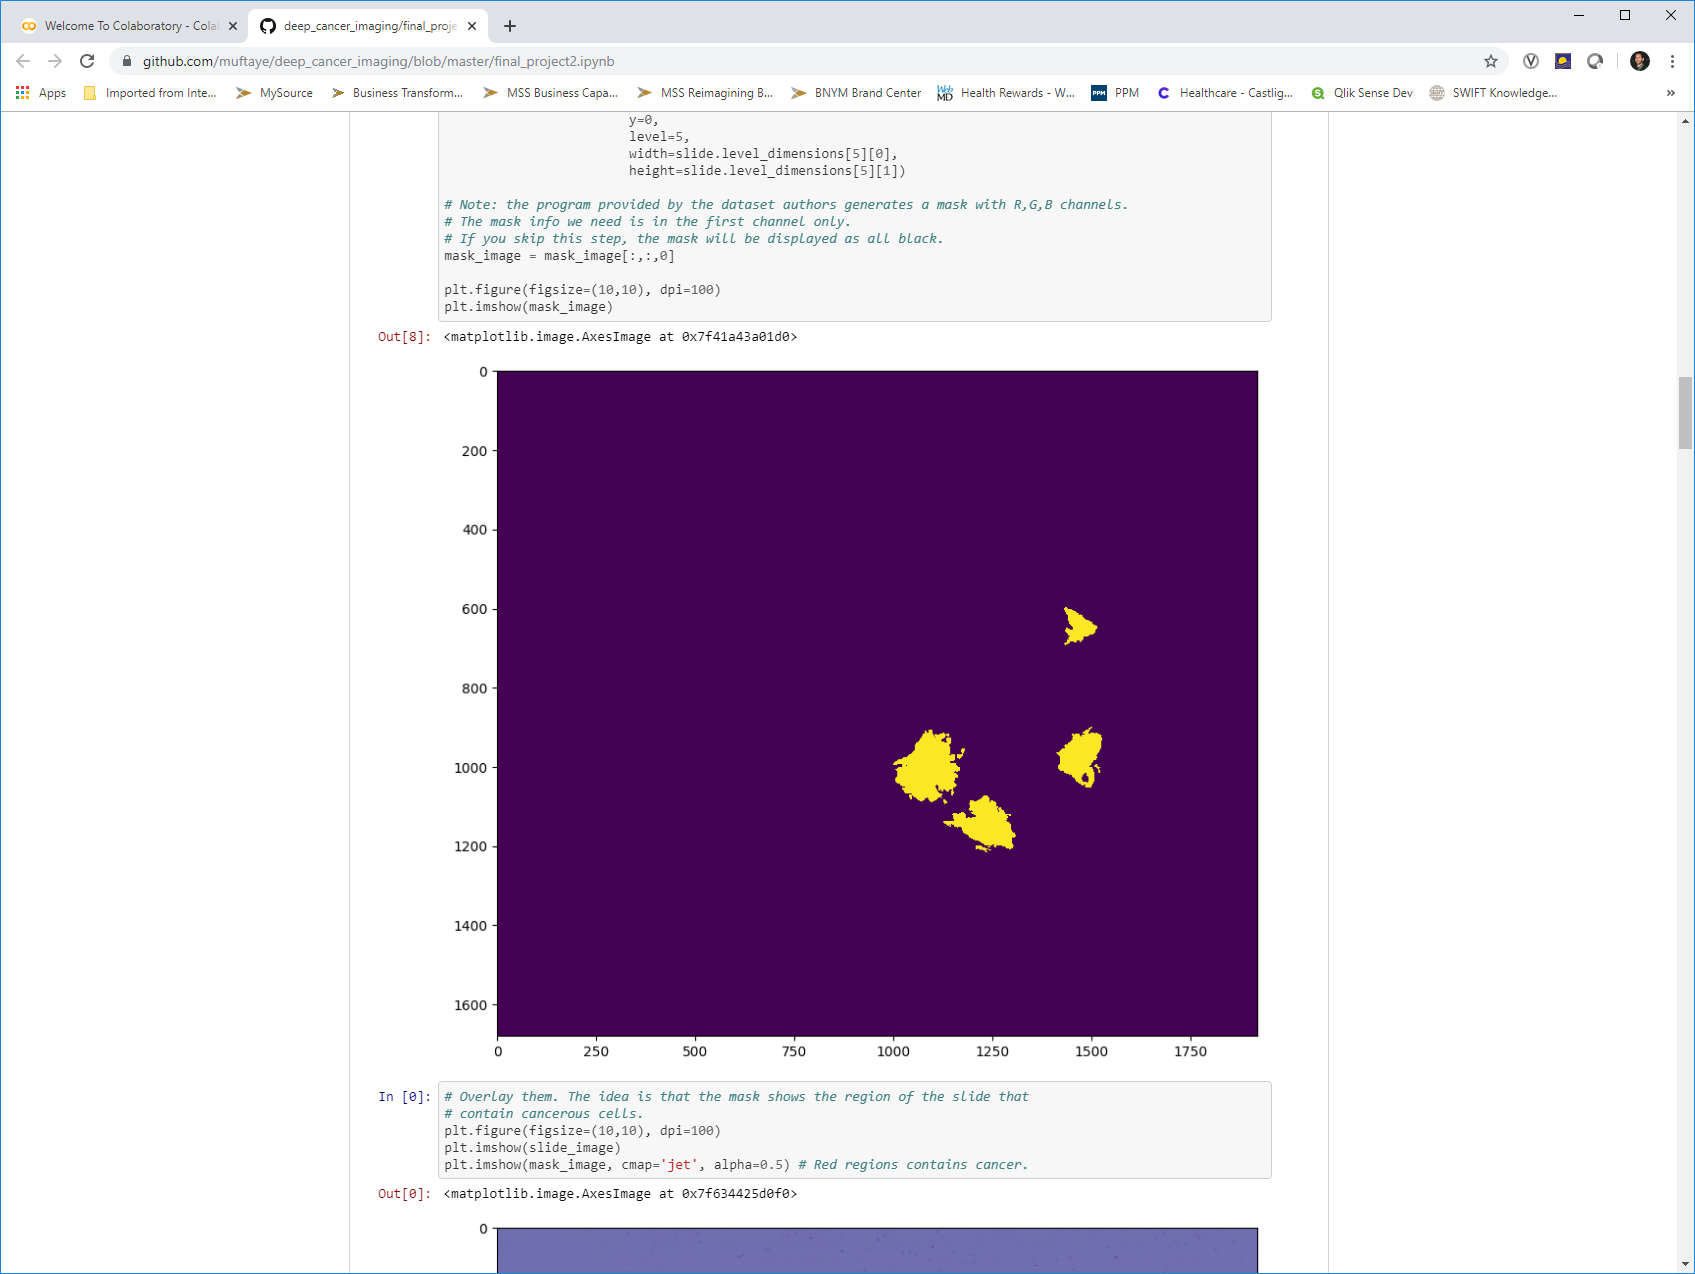 Welcome To Colaboratory - Cola
deep_cancer_imaging/final_proje
github.com/muftaye/deep_cancer_imaging/blob/master/final_project2.ipynb
Apps
Imported from Inte...
MySource
Business Transform...
MSS Business Capa...
MSS Reimagining B...
BNYM Brand Center
Web MD
Health Rewards - W...
PPM
PPM
Healthcare - Castlig...
Qlik Sense Dev
SWIFT Knowledge...
y=0,
level=5,
width=slide.level_dimensions[5][0],
height=slide.level_dimensions[5][1])
# Note: the program provided by the dataset authors generates a mask with R,G,B channels.
# The mask info we need is in the first channel only.
# If you skip this step, the mask will be displayed as all black.
mask_image = mask_image[:,:,0]
plt.figure(figsize=(10,10), dpi=100)
plt.imshow(mask_image)
Out[8]: <matplotlib.image.AxesImage at 0x7f41a43a01d0>
0
200
400
600
800
1000
1200
1400
1600
0 250 500 750 1000 1250 1500 1750
In [0]: # Overlay them. The idea is that the mask shows the region of the slide that
# contain cancerous cells.
plt.figure(figsize=(10,10), dpi=100)
plt.imshow(slide_image)
plt.imshow(mask_image, cmap='jet', alpha=0.5) # Red regions contains cancer.
Out[0]: <matplotlib.image.AxesImage at 0x7f634425d0f0>
0